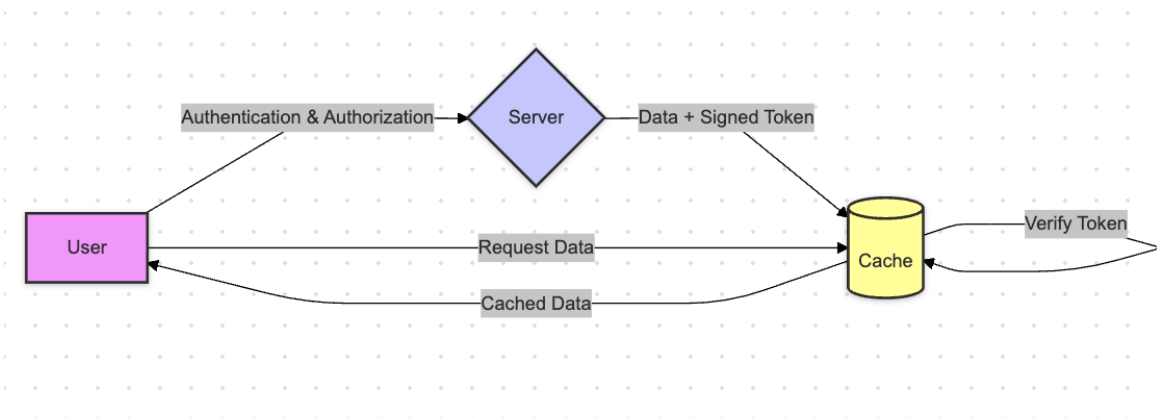 Authentication & Authorization
Server
Data + Signed Token
User
Request Data
Cache
Verify Token
Cached Data